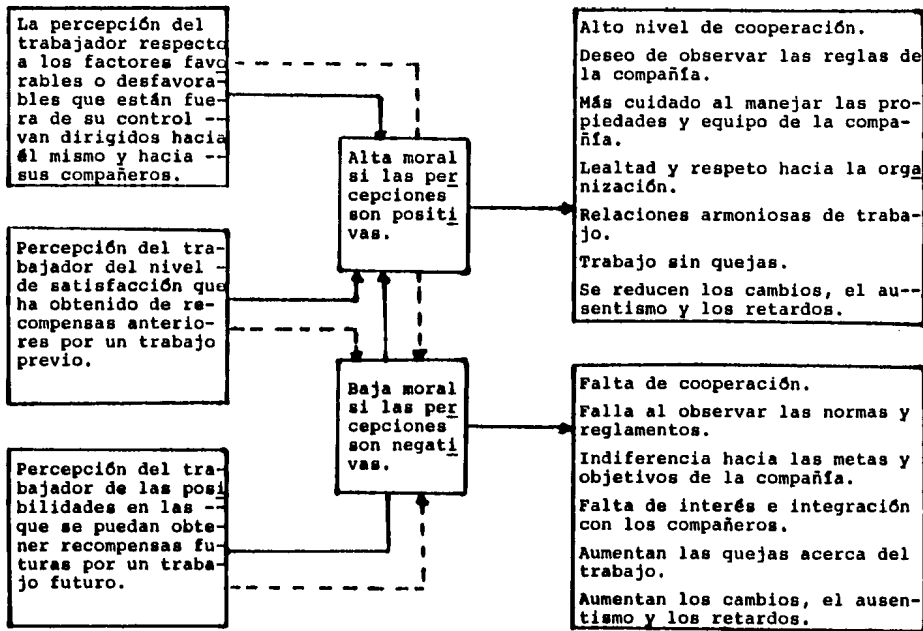 La percepción del
trabajador respecto
a los factores favo
rables o desfavora-
bles que están fue-
ra de su control --
van dirigidos hacia
él mismo y hacia --
sus compañeros.
Percepción del tra-
bajador del nivel -
de satisfacción que
ha obtenido de re-
compensas anterio-
res por un trabajo
previo.
Percepción del tra-
bajador de las posi
bilidades en las --
que se puedan obte-
ner recompensas fu-
turas por un traba-
jo futuro.
Alta moral
si las per
cepciones
son positi
vas.
Baja moral
si las per
cepciones
son negati
vas.
Alto nivel de cooperación.
Deseo de observar las reglas de
la compañía.
Más cuidado al manejar las pro-
piedades y equipo de la compa-
ñía.
Lealtad y respeto hacia la orga
nización.
Relaciones armoniosas de traba-
jo.
Trabajo sin quejas.
Se reducen los cambios, el au--
sentismo y los retardos.
Falta de cooperación.
Falla al observar las normas y
reglamentos.
Indiferencia hacia las metas y
objetivos de la compañía.
Falta de interés e integración
con los compañeros.
Aumentan las quejas acerca del
trabajo.
Aumentan los cambios, el ausen-
tismo y los retardos.